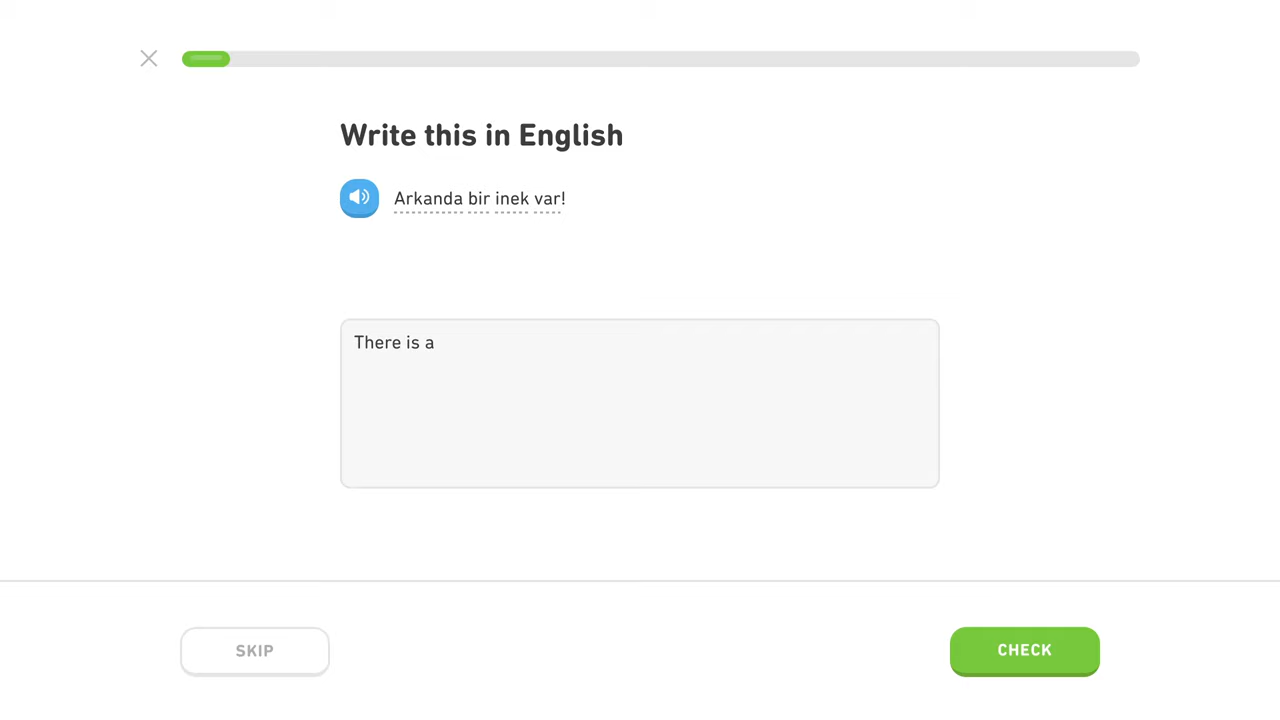 Write this in English
Arkanda bir inek var!
There is a
SKIP
CHECK